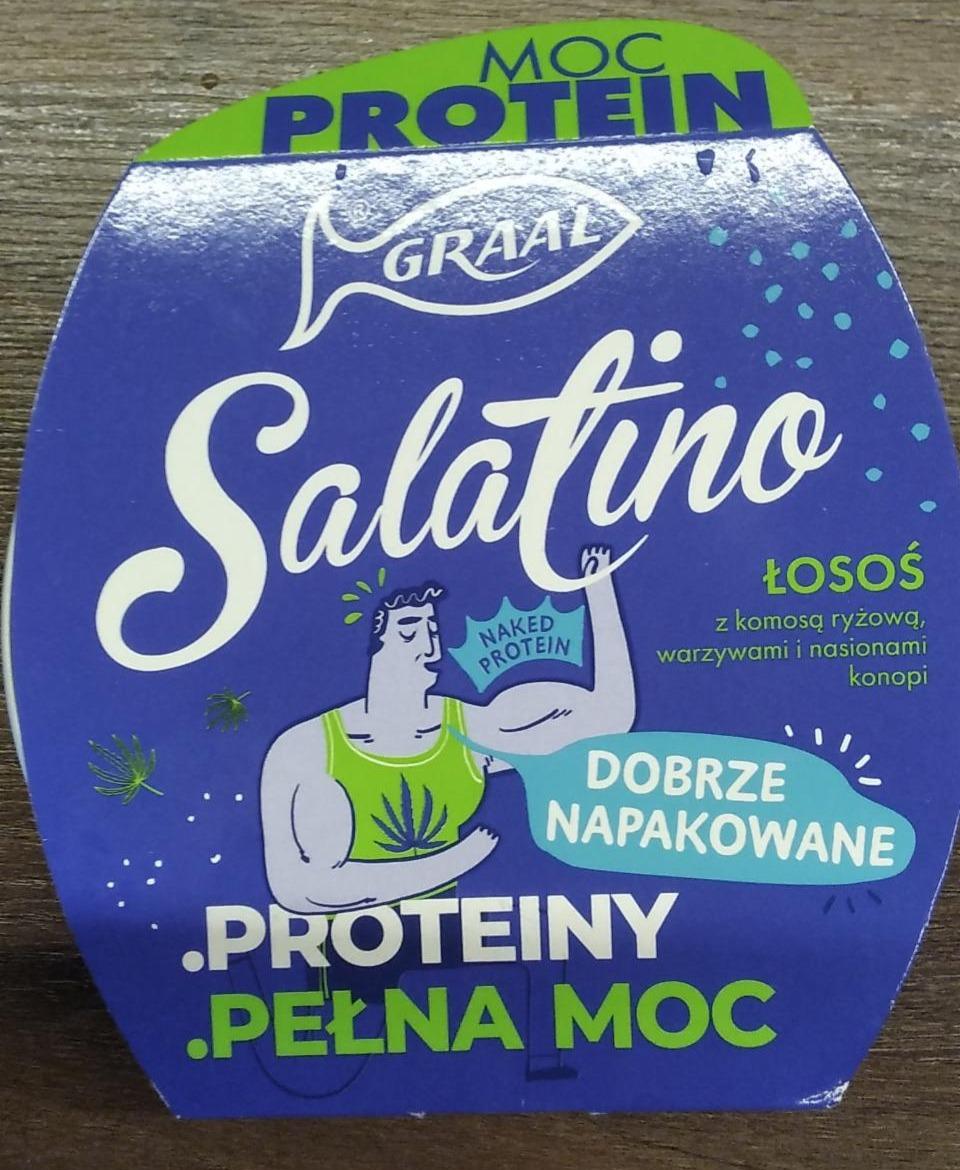 MOC
PROTEIN
GRAAL®
Salatino
ŁOSOŚ
z komosą ryżową,
warzywami i nasionami
konopi
NAKED
PROTEIN
DOBRZE
NAPAKOWANE
.PROTEINY
.PEŁNA MOC